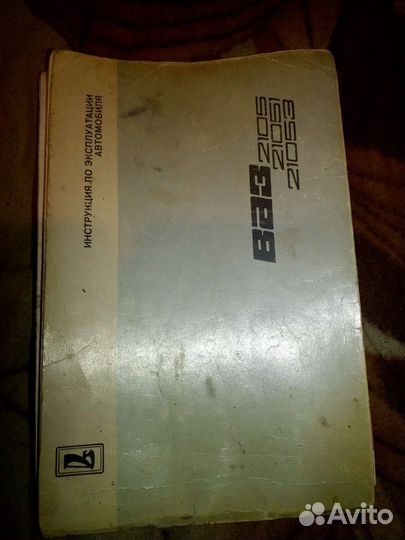 ИНСТРУКЦИЯ ПО ЭКСПЛУАТАЦИИ
АВТОМОБИЛЯ
ВАЗ 2105
21051
21053
Avito